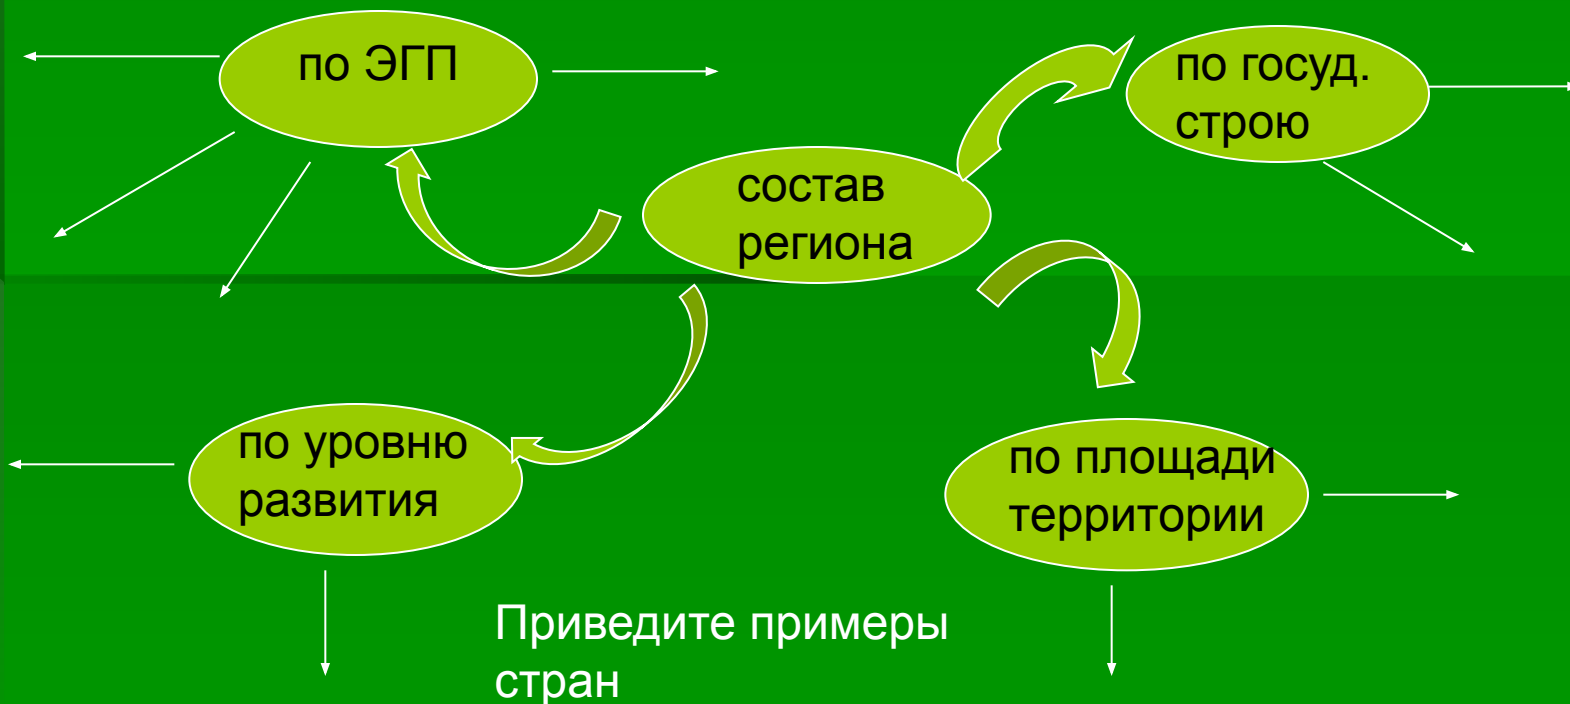 по ЭГП
по госуд.
строю
состав
региона
по уровню
развития
по площади
территории
Приведите примеры
стран